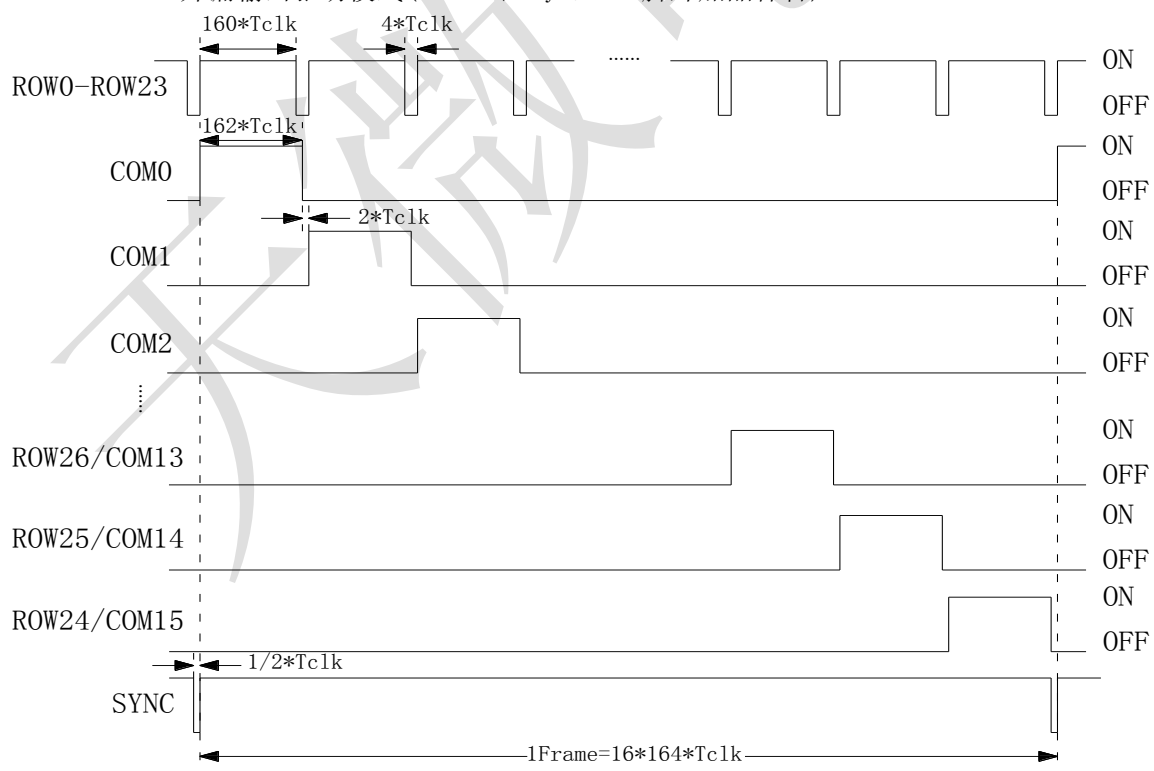 160*Tclk
4*Tclk
ROW0-ROW23
......
ON
OFF
162*Tclk
COM0
ON
OFF
2*Tclk
COM1
ON
OFF
COM2
ON
OFF
......
ROW26/COM13
ON
OFF
ROW25/COM14
ON
OFF
ROW24/COM15
ON
OFF
1/2*Tclk
SYNC
1Frame=16*164*Tclk
天微